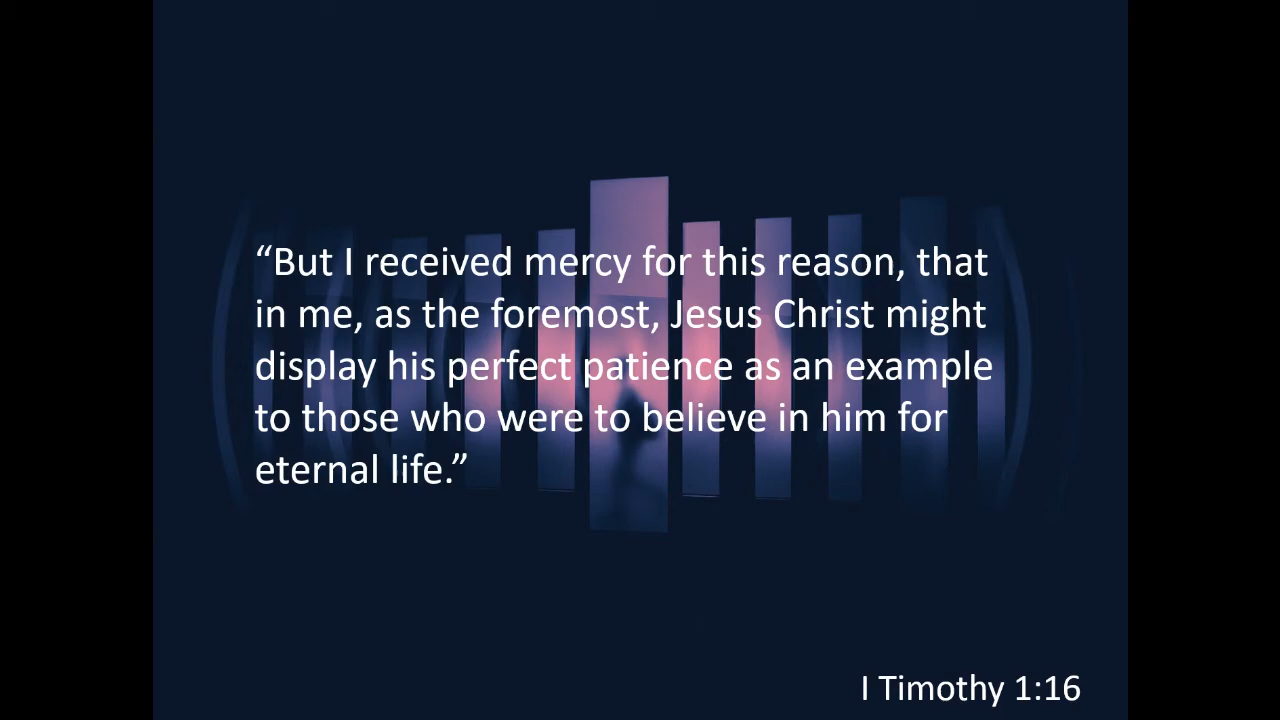 “But I received mercy for this reason, that
in me, as the foremost, Jesus Christ might
display his perfect patience as an example
to those who were to believe in him for
eternal life.”
I Timothy 1:16